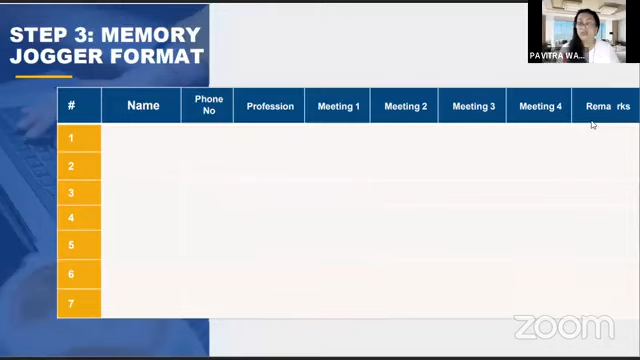 STEP 3: MEMORY
JOGGER FORMAT
PAVITRA WA...
# Name Phone No Profession Meeting 1 Meeting 2 Meeting 3 Meeting 4 Rema rks
1
2
3
4
5
6
7
zoom